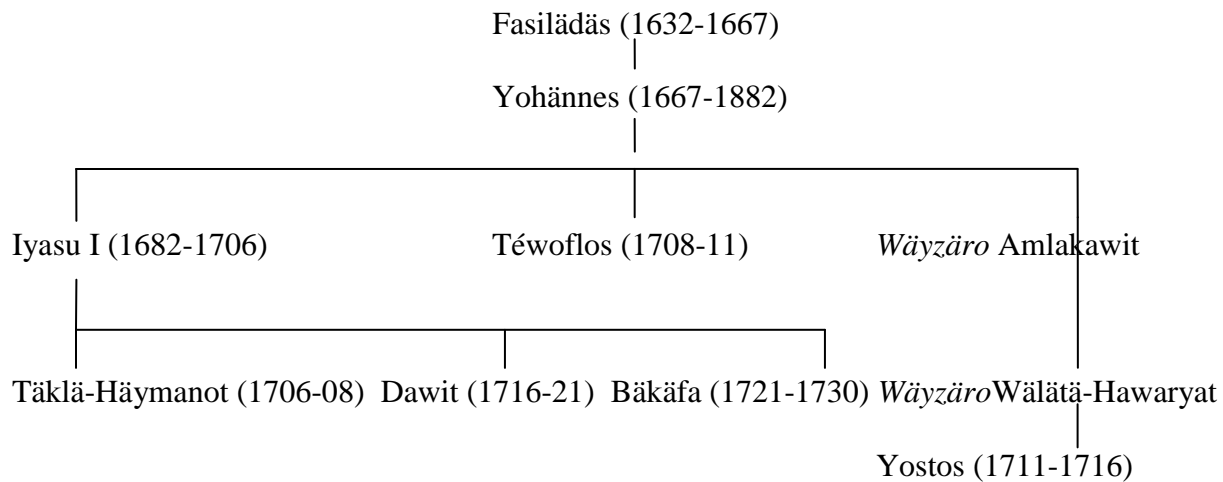 Fasilädäs (1632-1667)
Yohännes (1667-1882)
Iyasu I (1682-1706) Téwoflos (1708-11) Wäyzäro Amlakawit
Täklä-Häymanot (1706-08) Dawit (1716-21) Bäkäfa (1721-1730) WäyzäroWälätä-Hawaryat
Yostos (1711-1716)